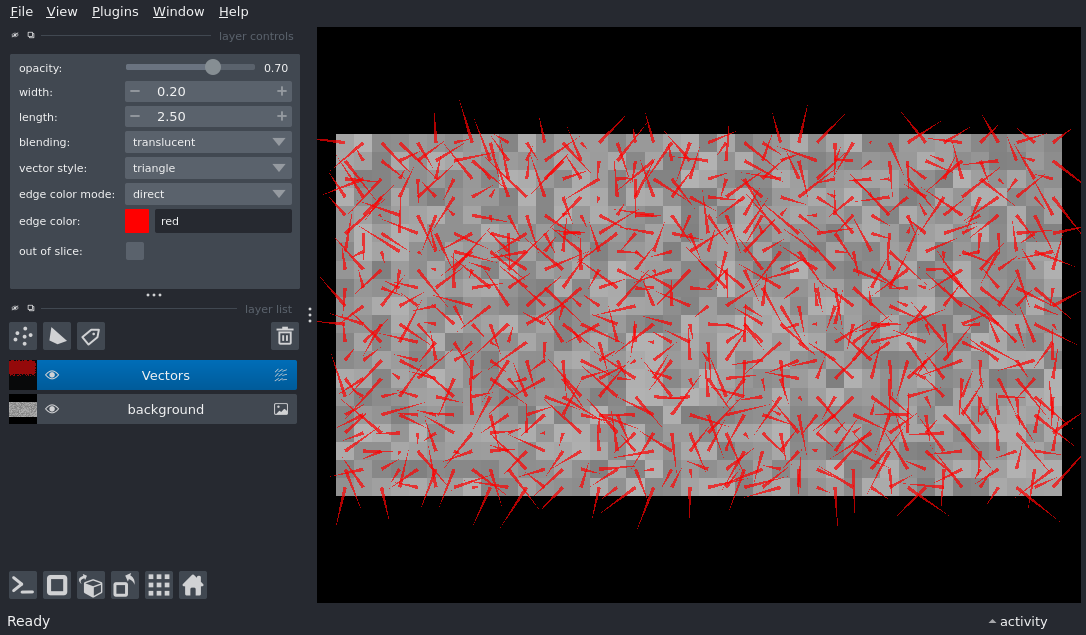 File View Plugins Window Help
layer controls
opacity: 0.70
width: 0.20
length: 2.50
blending: translucent
vector style: triangle
edge color mode: direct
edge color: red
out of slice:
layer list
Vectors
background
Ready
activity